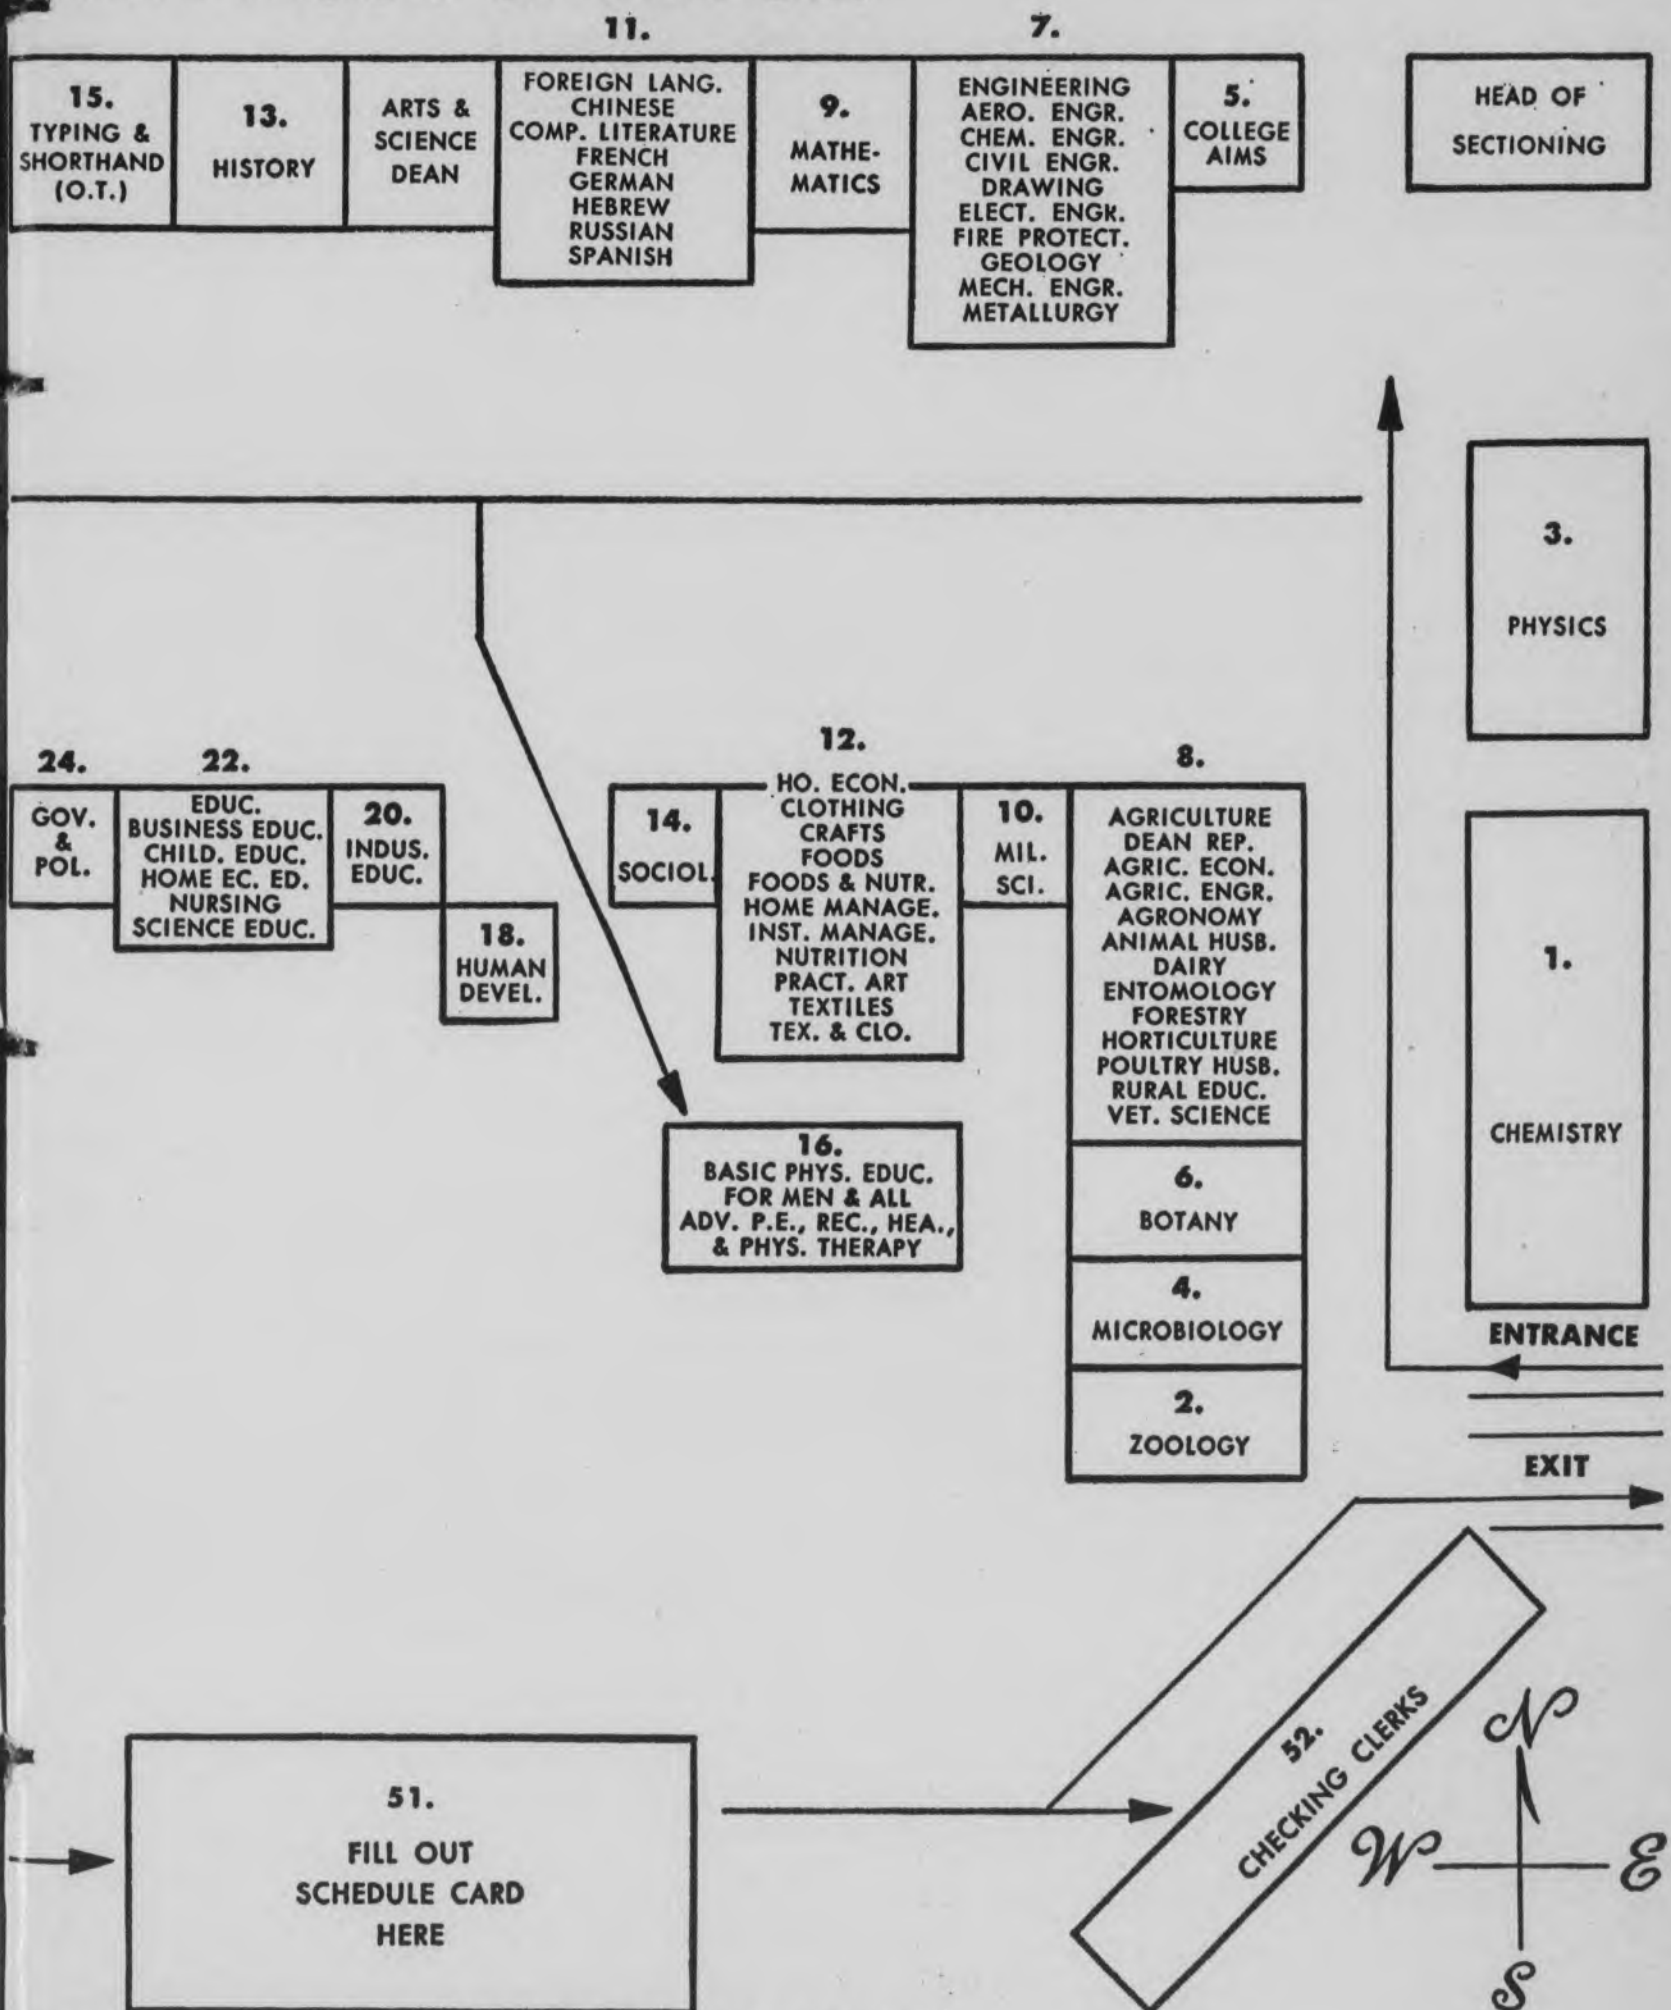 15.
TYPING &
SHORTHAND
(O.T.)
13.
HISTORY
ARTS &
SCIENCE
DEAN
11.
FOREIGN LANG.
CHINESE
COMP. LITERATURE
FRENCH
GERMAN
HEBREW
RUSSIAN
SPANISH
9.
MATHE-
MATICS
7.
ENGINEERING
AERO. ENGR.
CHEM. ENGR.
CIVIL ENGR.
DRAWING
ELECT. ENGR.
FIRE PROTECT.
GEOLOGY
MECH. ENGR.
METALLURGY
5.
COLLEGE
AIMS
HEAD OF
SECTIONING
3.
PHYSICS
24.
GOV.
&
POL.
22.
EDUC.
BUSINESS EDUC.
CHILD. EDUC.
HOME EC. ED.
NURSING
SCIENCE EDUC.
20.
INDUS.
EDUC.
18.
HUMAN
DEVEL.
14.
SOCIOL.
12.
HO. ECON.
CLOTHING
CRAFTS
FOODS
FOODS & NUTR.
HOME MANAGE.
INST. MANAGE.
NUTRITION
PRACT. ART
TEXTILES
TEX. & CLO.
10.
MIL.
SCI.
8.
AGRICULTURE
DEAN REP.
AGRIC. ECON.
AGRIC. ENGR.
AGRONOMY
ANIMAL HUSB.
DAIRY
ENTOMOLOGY
FORESTRY
HORTICULTURE
POULTRY HUSB.
RURAL EDUC.
VET. SCIENCE
1.
CHEMISTRY
16.
BASIC PHYS. EDUC.
FOR MEN & ALL
ADV. P.E., REC., HEA.,
& PHYS. THERAPY
6.
BOTANY
4.
MICROBIOLOGY
2.
ZOOLOGY
ENTRANCE
EXIT
51.
FILL OUT
SCHEDULE CARD
HERE
52.
CHECKING CLERKS
N
W
E
S